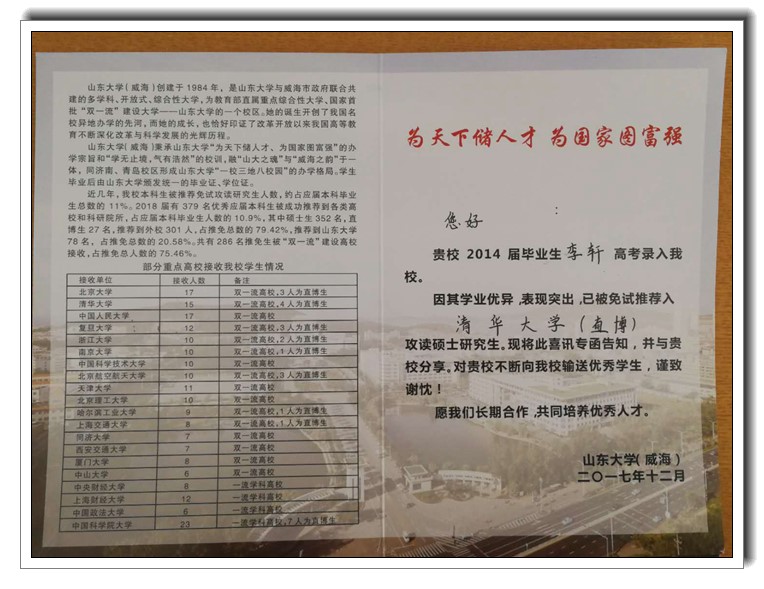 山东大学(威海)创建于1984年，是山东大学与威海市政府联合共
建的多学科、开放式、综合性大学，为教育部直属重点综合性大学、国家首
批“双一流”建设大学——山东大学的一个校区。她的诞生开创了我国名
校异地办学的先河，而她的成长，也恰好印证了改革开放以来我国高等教
育不断深化改革与科学发展的光辉历程。
山东大学(威海)秉承山东大学“为天下储人才、为国家图富强”的办
学宗旨和“学无止境，气有浩然”的校训，融“山大之魂”与“威海之韵”于一
体，同济南、青岛校区形成山东大学“一校三地八校园”的办学格局。学生
毕业后由山东大学颁发统一的毕业证、学位证。
近几年，我校本科生被推荐免试攻读研究生人数，约占应届本科毕业
生总数的11%。2018届有379名优秀应届本科生被成功推荐到各类高
校和科研院所，占应届本科毕业生人数的10.9%，其中硕士生352名，直
博生27名，推荐到外校301人，占推免总数的79.42%，推荐到山东大学
78名，占推免总数的20.58%。共有286名推免生被“双一流”建设高校
接收，占推免总人数的75.46%。
部分重点高校接收我校学生情况
接收单位 接收人数 备注
北京大学 17 双一流高校，3人为直博生
清华大学 15 双一流高校，4人为直博生
中国人民大学 17 双一流高校
复旦大学 12 双一流高校，3人为直博生
浙江大学 10 双一流高校，2人为直博生
南京大学 10 双一流高校，1人为直博生
中国科学技术大学 10 双一流高校
北京航空航天大学 10 双一流高校，3人为直博生
天津大学 11 双一流高校
北京理工大学 10 双一流高校
哈尔滨工业大学 9 双一流高校，1人为直博生
上海交通大学 8 双一流高校，1人为直博生
同济大学 7 双一流高校
西安交通大学 7 双一流高校
厦门大学 8 双一流高校
中山大学 6 双一流高校
中央财经大学 8 一流学科高校
上海财经大学 12 一流学科高校
中国政法大学 6 一流学科高校
中国科学院大学 23 一流学科高校，7人为直博生
为天下储人才 为国家图富强
您好 :
贵校 2014 届毕业生 李轩 高考录入我
校。
因其学业优异，表现突出，已被免试推荐入
清华大学(直博)
攻读硕士研究生。现将此喜讯专函告知，并与贵
校分享。对贵校不断向我校输送优秀学生，谨致
谢忱！
愿我们长期合作，共同培养优秀人才。
山东大学(威海)
二〇一七年十二月